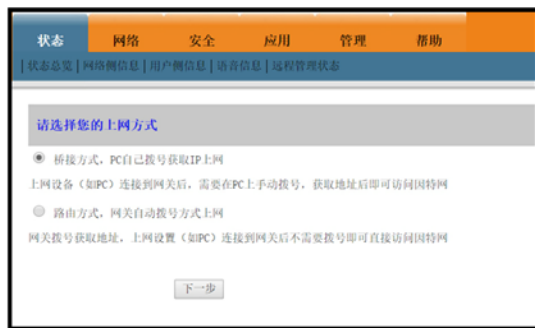 状态 网络 安全 应用 管理 帮助
|状态总览|网络侧信息|用户侧信息|语音信息|远程管理状态
请选择您的上网方式
桥接方式，PC自己拨号获取IP上网
上网设备（如PC）连接到网关后，需要在PC上手动拨号，获取地址后即可访问因特网
路由方式，网关自动拨号方式上网
网关拨号获取地址，上网设置（如PC）连接到网关后不需要拨号即可直接访问因特网
下一步